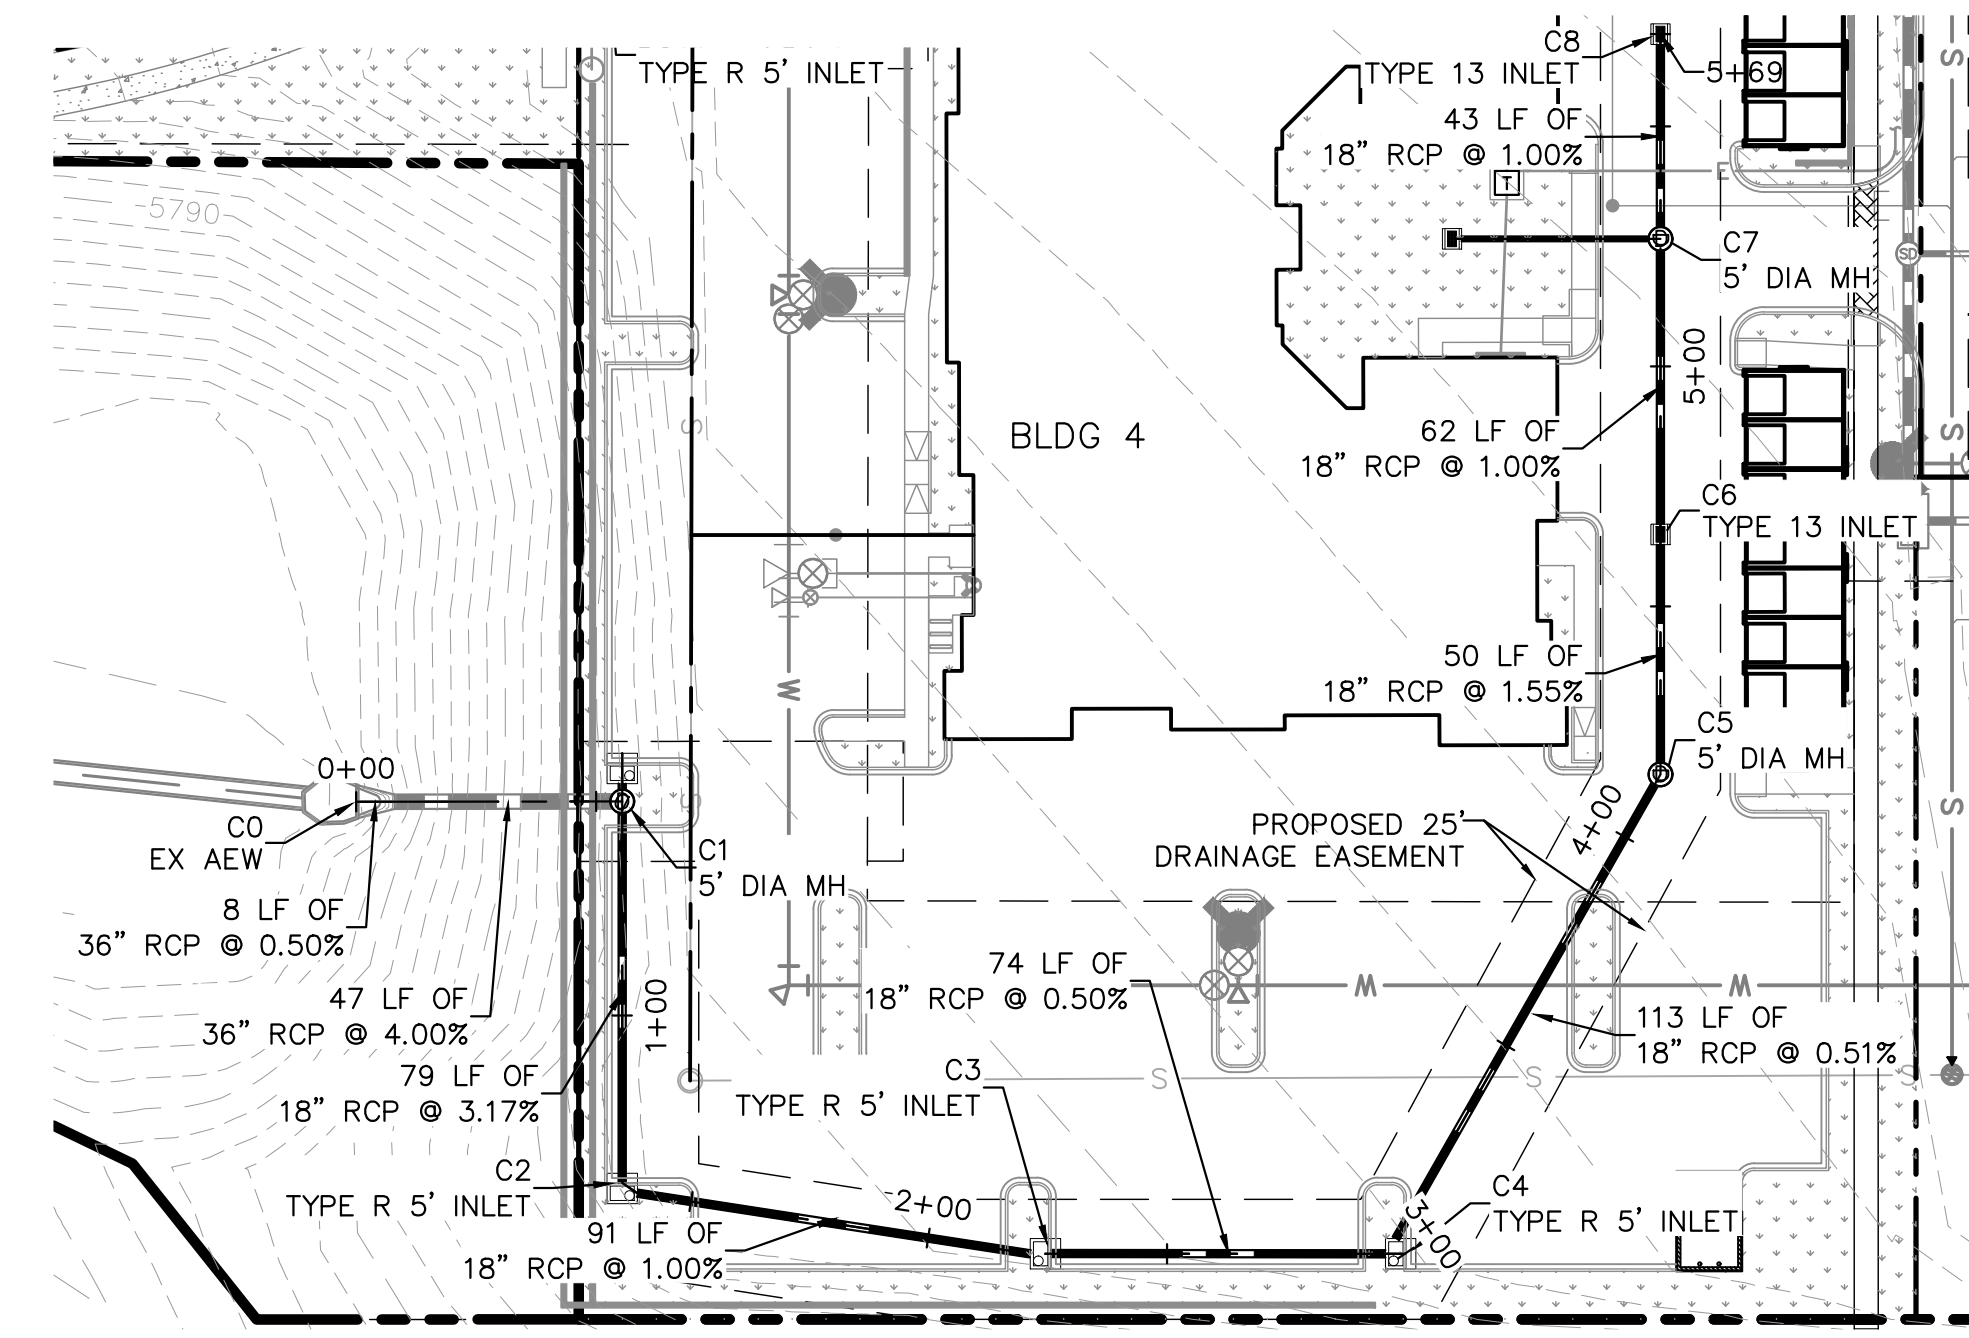 TYPE R 5' INLET
C8
TYPE 13 INLET
5+69
43 LF OF
18" RCP @ 1.00%
T
E
S
5790
C7
5' DIA MH
SD
5+00
S
BLDG 4
62 LF OF
18" RCP @ 1.00%
S
C6
TYPE 13 INLET
W
50 LF OF
18" RCP @ 1.55%
C5
5' DIA MH
0+00
S
S
C0
EX AEW
C1
5' DIA MH
PROPOSED 25'
DRAINAGE EASEMENT
4+00
8 LF OF
36" RCP @ 0.50%
74 LF OF
18" RCP @ 0.50%
W
W
47 LF OF
36" RCP @ 4.00%
1+00
113 LF OF
18" RCP @ 0.51%
79 LF OF
18" RCP @ 3.17%
C3
TYPE R 5' INLET
S
S
S
C2
TYPE R 5' INLET
2+00
3+00
C4
TYPE R 5' INLET
91 LF OF
18" RCP @ 1.00%